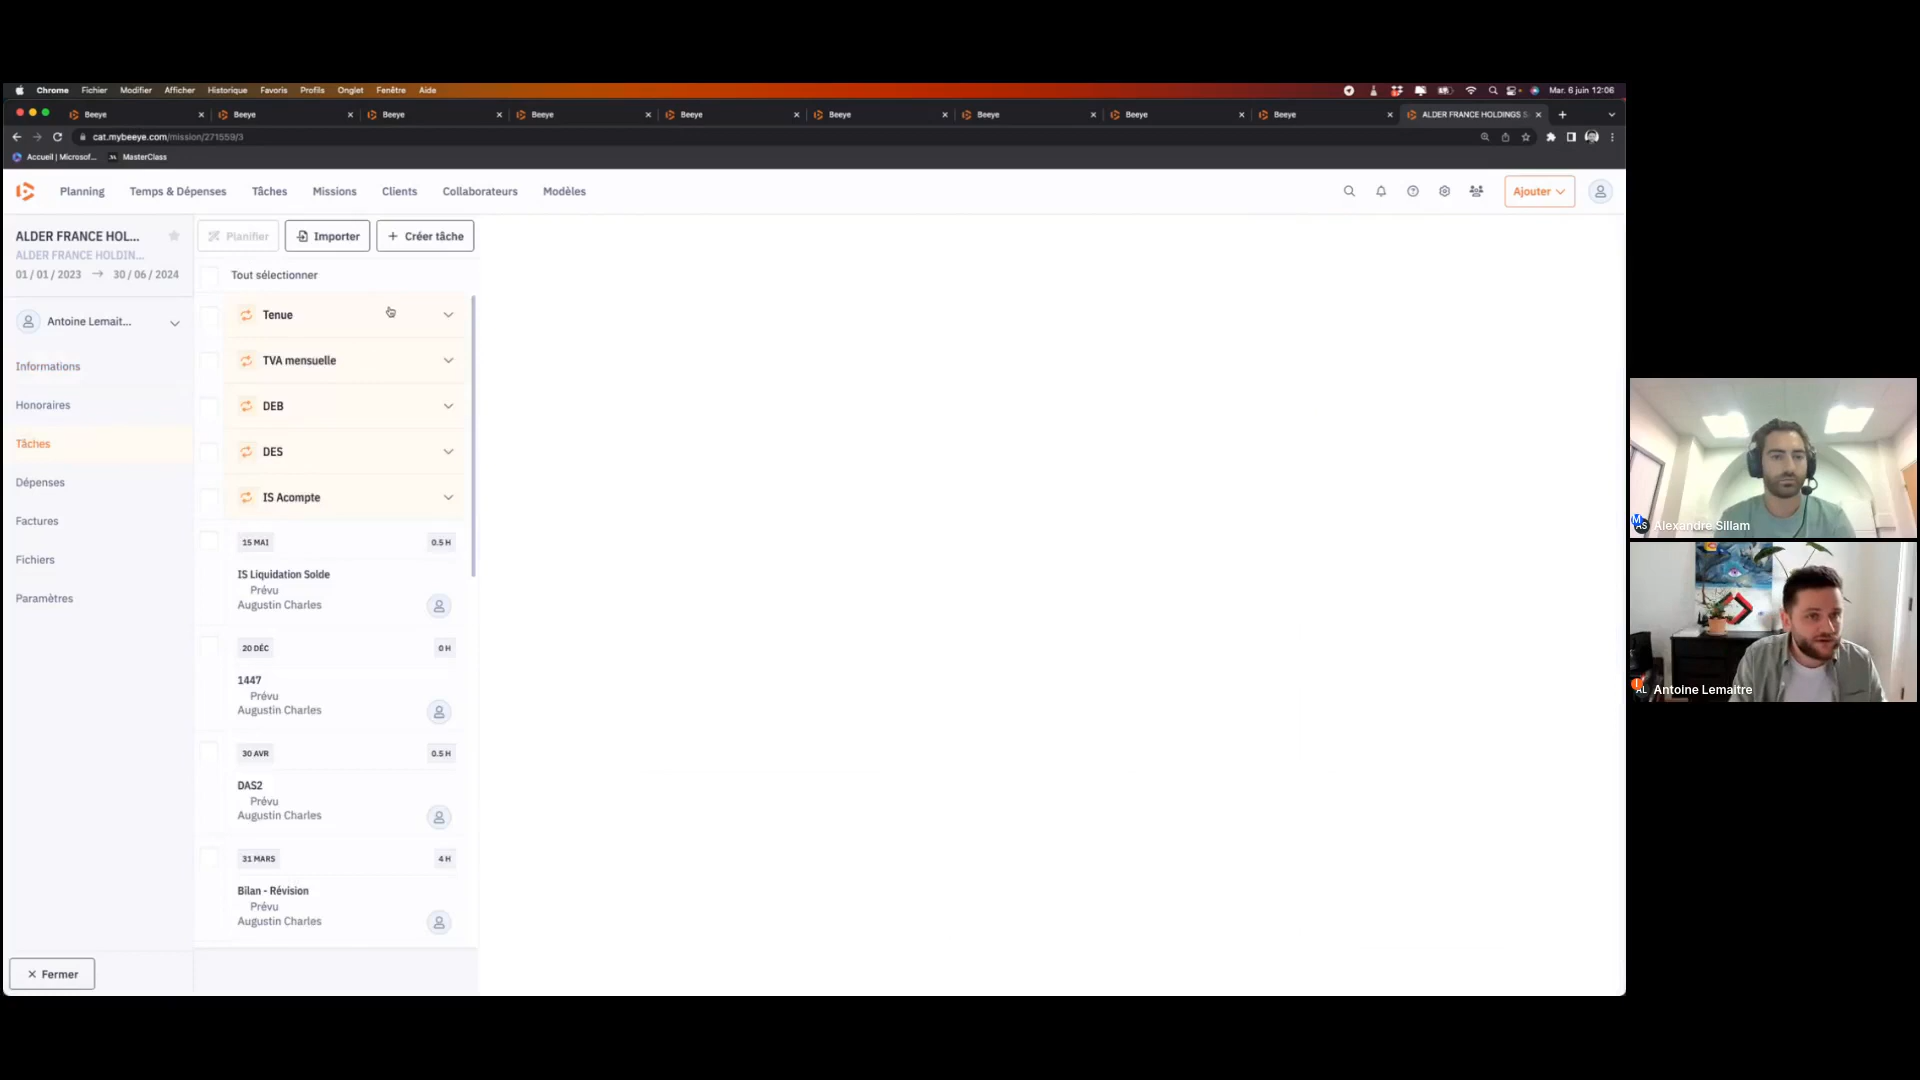 Chrome Fichier Modifier Afficher Historique Favoris Profils Onglet Fenêtre Aide
Mar. 6 juin 12:06
Beeye Beeye Beeye Beeye Beeye Beeye Beeye Beeye Beeye ALDER FRANCE HOLDINGS S
cat.mybeeye.com/mission/271559/3
Accueil | Microsof... MasterClass
Planning Temps & Dépenses Tâches Missions Clients Collaborateurs Modèles
Ajouter
ALDER FRANCE HOL...
ALDER FRANCE HOLDIN...
01 / 01 / 2023 → 30 / 06 / 2024
Antoine Lemait...
Informations
Honoraires
Tâches
Dépenses
Factures
Fichiers
Paramètres
Fermer
Planifier Importer + Créer tâche
Tout sélectionner
Tenue
TVA mensuelle
DEB
DES
IS Acompte
15 MAI 0.5 H
IS Liquidation Solde
Prévu
Augustin Charles
20 DÉC 0 H
1447
Prévu
Augustin Charles
30 AVR 0.5 H
DAS2
Prévu
Augustin Charles
31 MARS 4 H
Bilan - Révision
Prévu
Augustin Charles
AS Alexandre Sillam
AL Antoine Lemaitre